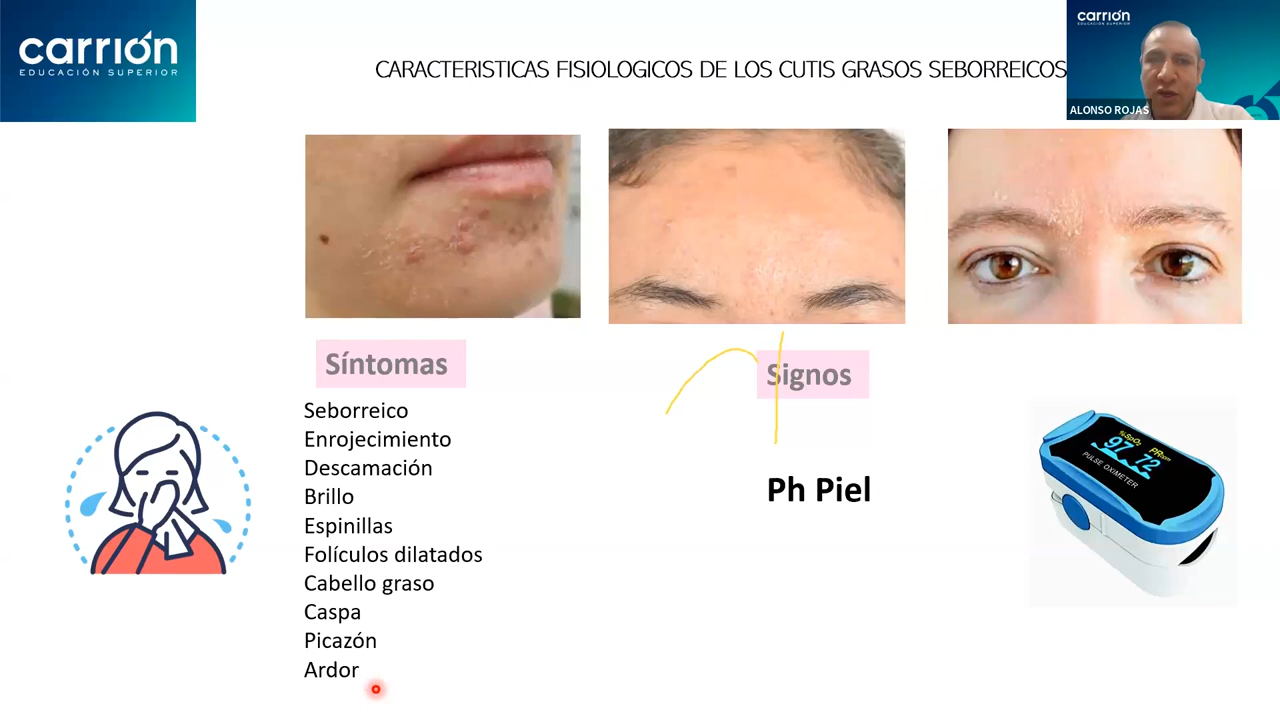 carrión
EDUCACIÓN SUPERIOR
CARACTERISTICAS FISIOLOGICOS DE LOS CUTIS GRASOS SEBORREICOS
carrión
EDUCACIÓN SUPERIOR
ALONSO ROJAS
Síntomas
Seborreico
Enrojecimiento
Descamación
Brillo
Espinillas
Folículos dilatados
Cabello graso
Caspa
Picazón
Ardor
Signos
Ph Piel
%SpO2
PRbpm
97 72
PULSE OXIMETER